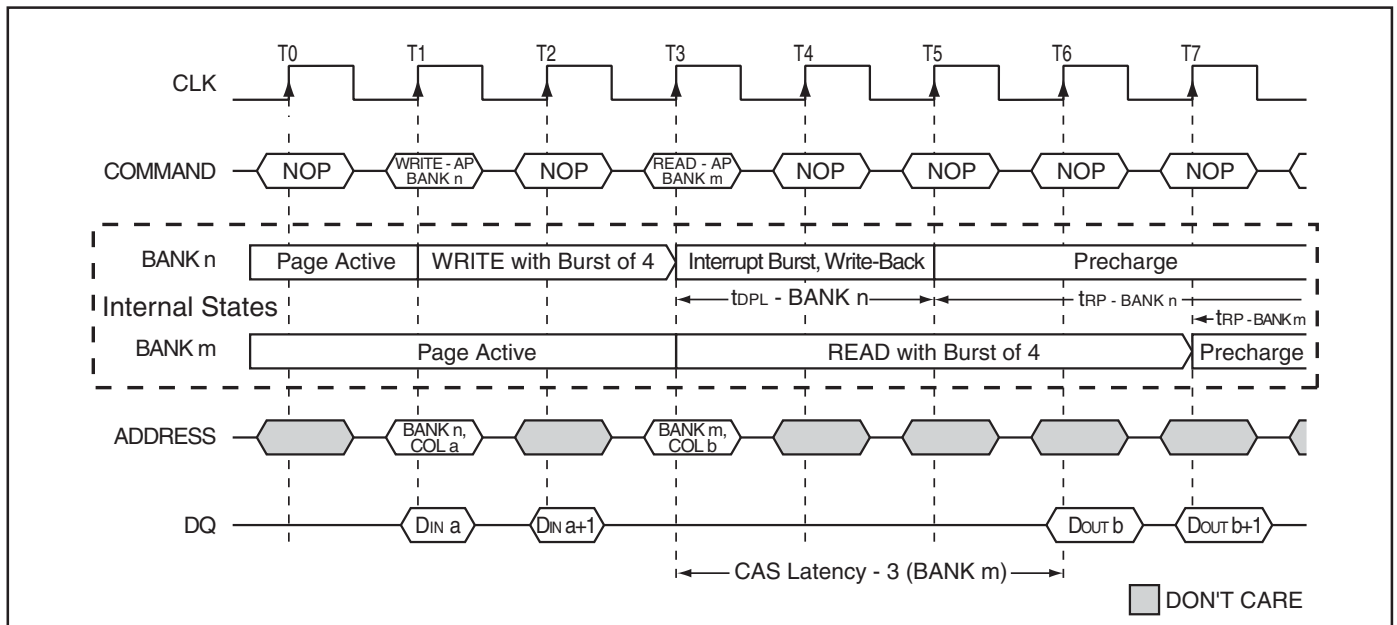 T0 T1 T2 T3 T4 T5 T6 T7
CLK
COMMAND NOP WRITE - AP BANK n NOP READ - AP BANK m NOP NOP NOP NOP
BANK n Page Active WRITE with Burst of 4 Interrupt Burst, Write-Back Precharge
tDPL - BANK n tRP - BANK n
Internal States
tRP - BANK m
BANK m Page Active READ with Burst of 4 Precharge
ADDRESS BANK n, COL a BANK m, COL b
DQ DIN a DIN a+1 DOUT b DOUT b+1
CAS Latency - 3 (BANK m)
DON'T CARE